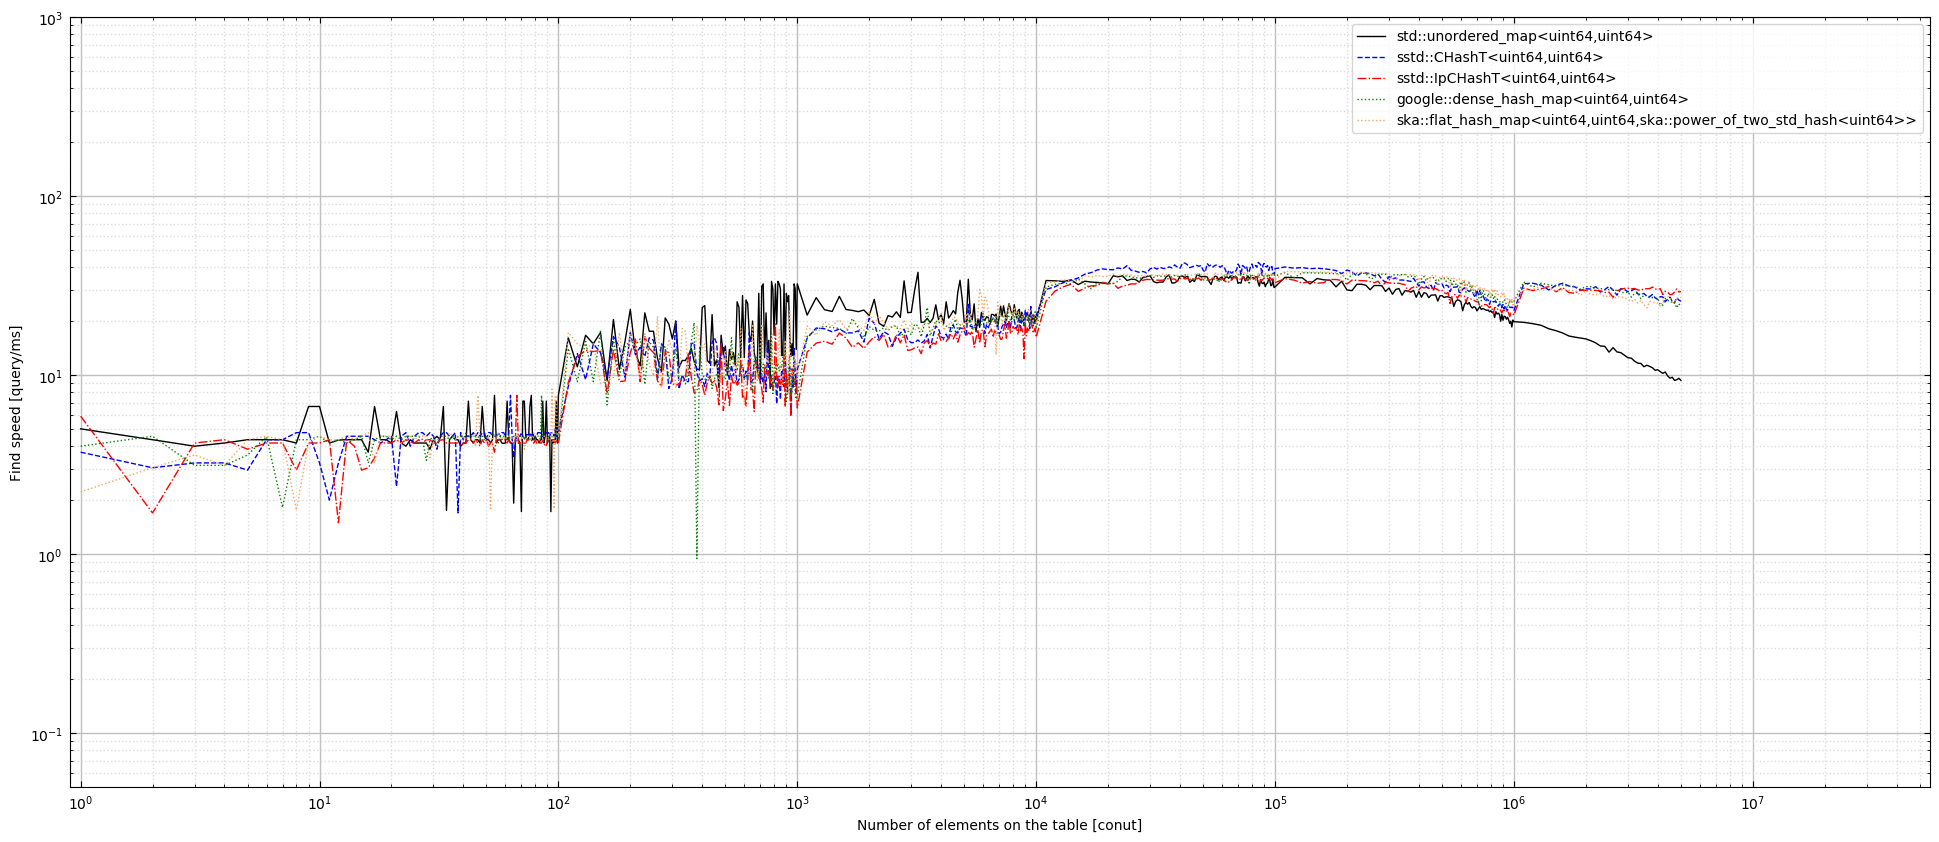 10³
10²
10¹
10⁰
10⁻¹
Find speed [query/ms]
std::unordered_map<uint64,uint64>
sstd::CHashT<uint64,uint64>
sstd::IpCHashT<uint64,uint64>
google::dense_hash_map<uint64,uint64>
ska::flat_hash_map<uint64,uint64,ska::power_of_two_std_hash<uint64>>
10⁰ 10¹ 10² 10³ 10⁴ 10⁵ 10⁶ 10⁷
Number of elements on the table [conut]